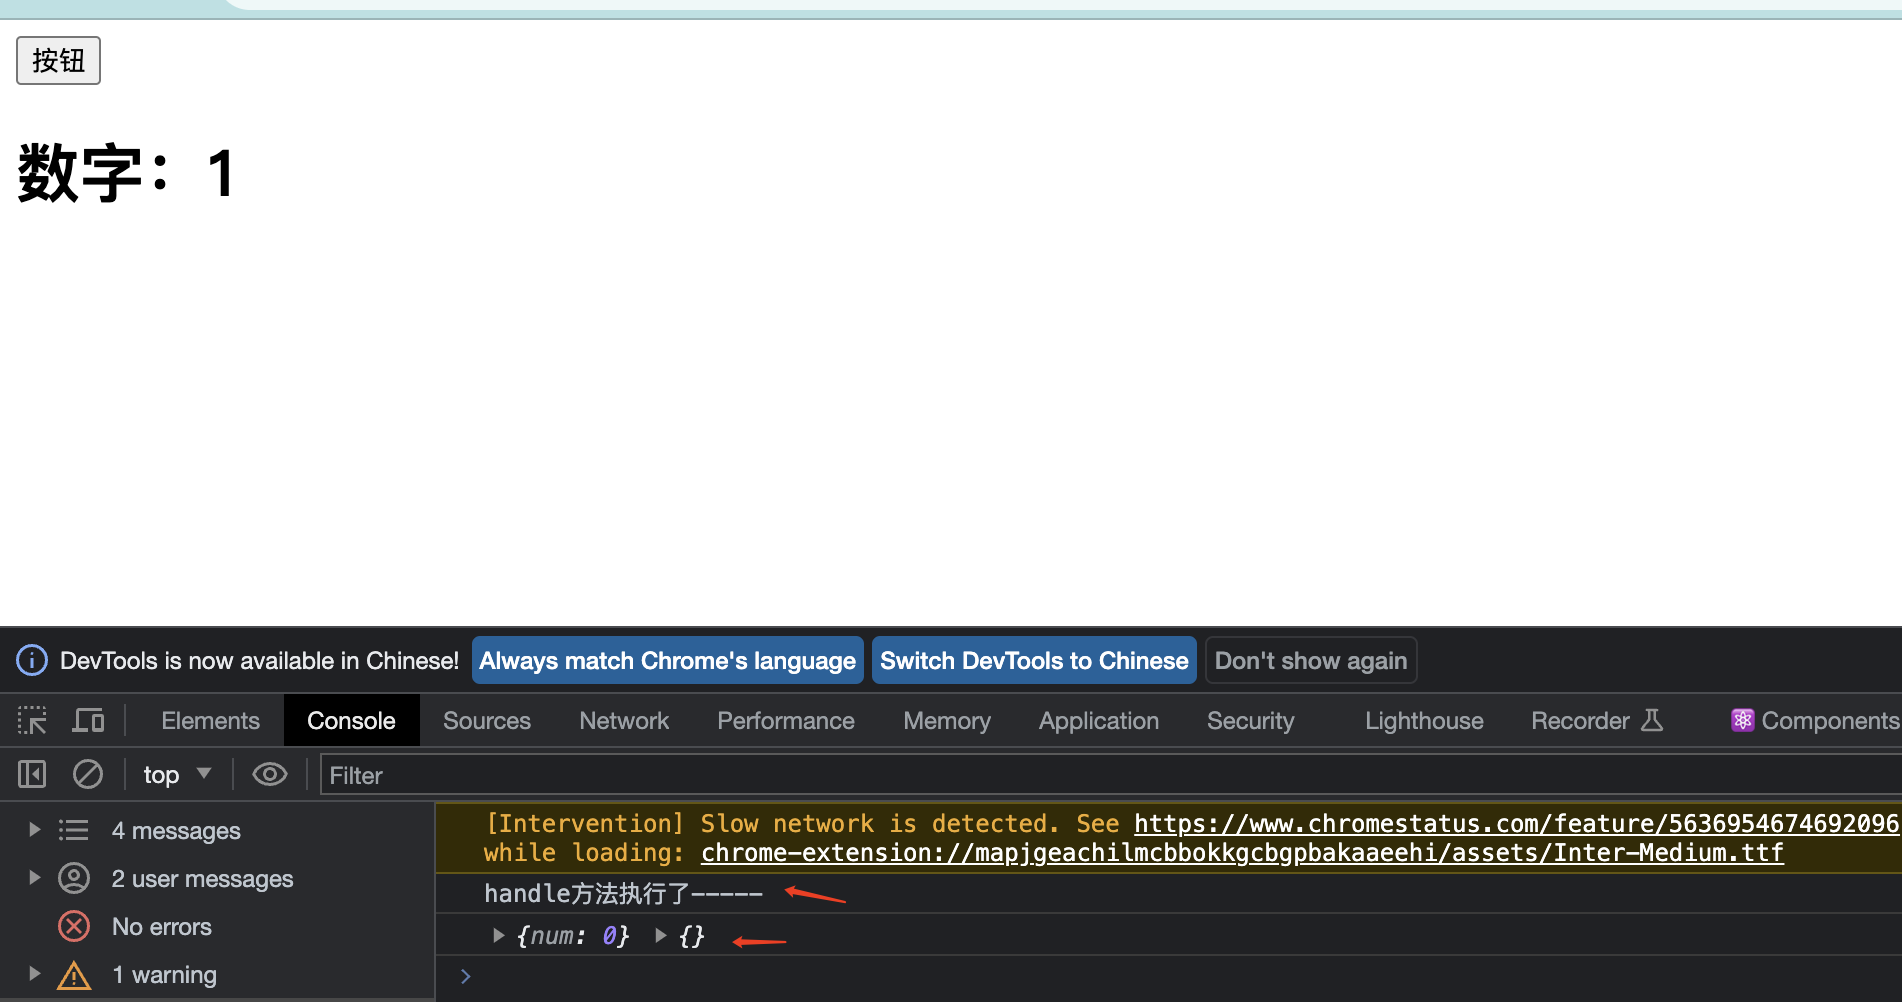 按钮
数字：1
DevTools is now available in Chinese! Always match Chrome's language Switch DevTools to Chinese Don't show again
Elements Console Sources Network Performance Memory Application Security Lighthouse Recorder Components
top Filter
4 messages
2 user messages
No errors
1 warning
[Intervention] Slow network is detected. See https://www.chromestatus.com/feature/5636954674692096
while loading: chrome-extension://mapjgeachilmcbbokkgcbgpbakaaeehi/assets/Inter-Medium.ttf
handle方法执行了-----
{num: 0} {}